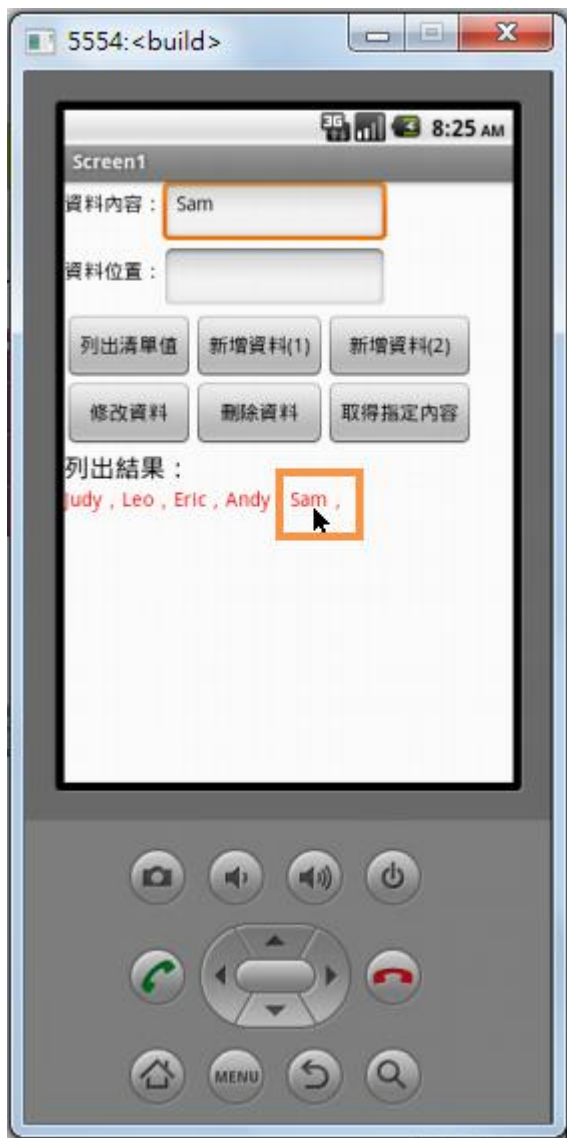 5554:<build>
3G 8:25 AM
Screen1
資料內容： Sam
資料位置：
列出清單值 新增資料(1) 新增資料(2)
修改資料 刪除資料 取得指定內容
列出結果：
Judy , Leo , Eric , Andy , Sam ,
MENU